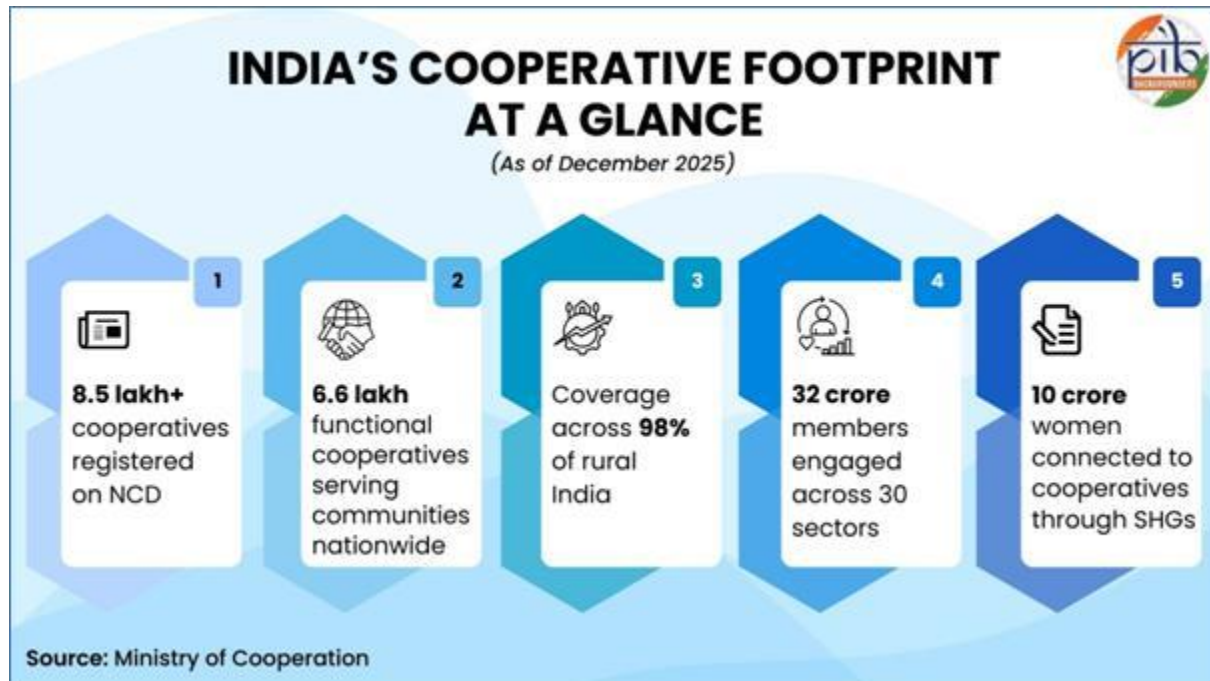 INDIA'S COOPERATIVE FOOTPRINT
AT A GLANCE
(As of December 2025)
pib
BACKGROUNDERS
1
8.5 lakh+
cooperatives
registered
on NCD
2
6.6 lakh
functional
cooperatives
serving
communities
nationwide
3
Coverage
across 98%
of rural
India
4
32 crore
members
engaged
across 30
sectors
5
10 crore
women
connected to
cooperatives
through SHGs
Source: Ministry of Cooperation